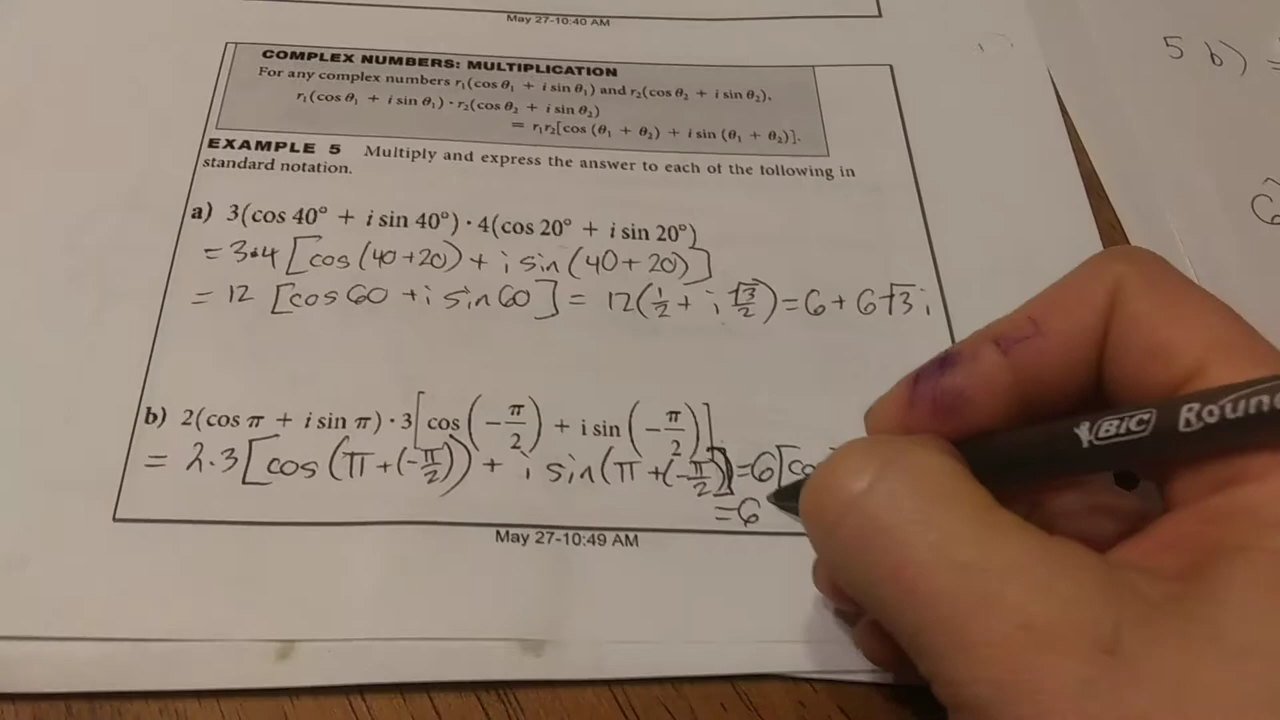 May 27-10:40 AM
COMPLEX NUMBERS: MULTIPLICATION
For any complex numbers r₁(cos θ₁ + i sin θ₁) and r₂(cos θ₂ + i sin θ₂),
r₁(cos θ₁ + i sin θ₁) · r₂(cos θ₂ + i sin θ₂)
= r₁r₂[cos (θ₁ + θ₂) + i sin (θ₁ + θ₂)].
EXAMPLE 5 Multiply and express the answer to each of the following in
standard notation.
a) 3(cos 40° + i sin 40°) · 4(cos 20° + i sin 20°)
= 3·4 [cos (40+20) + i sin (40+20)]
= 12 [cos 60 + i sin 60] = 12(1/2 + i √3/2) = 6 + 6√3 i
b) 2(cos π + i sin π) · 3[cos (−π/2) + i sin (−π/2)]
= 2·3 [cos (π+(-π/2)) + i sin(π+(-π/2))] = 6[co
= 6
May 27-10:49 AM
5 b) =
BIC Roun